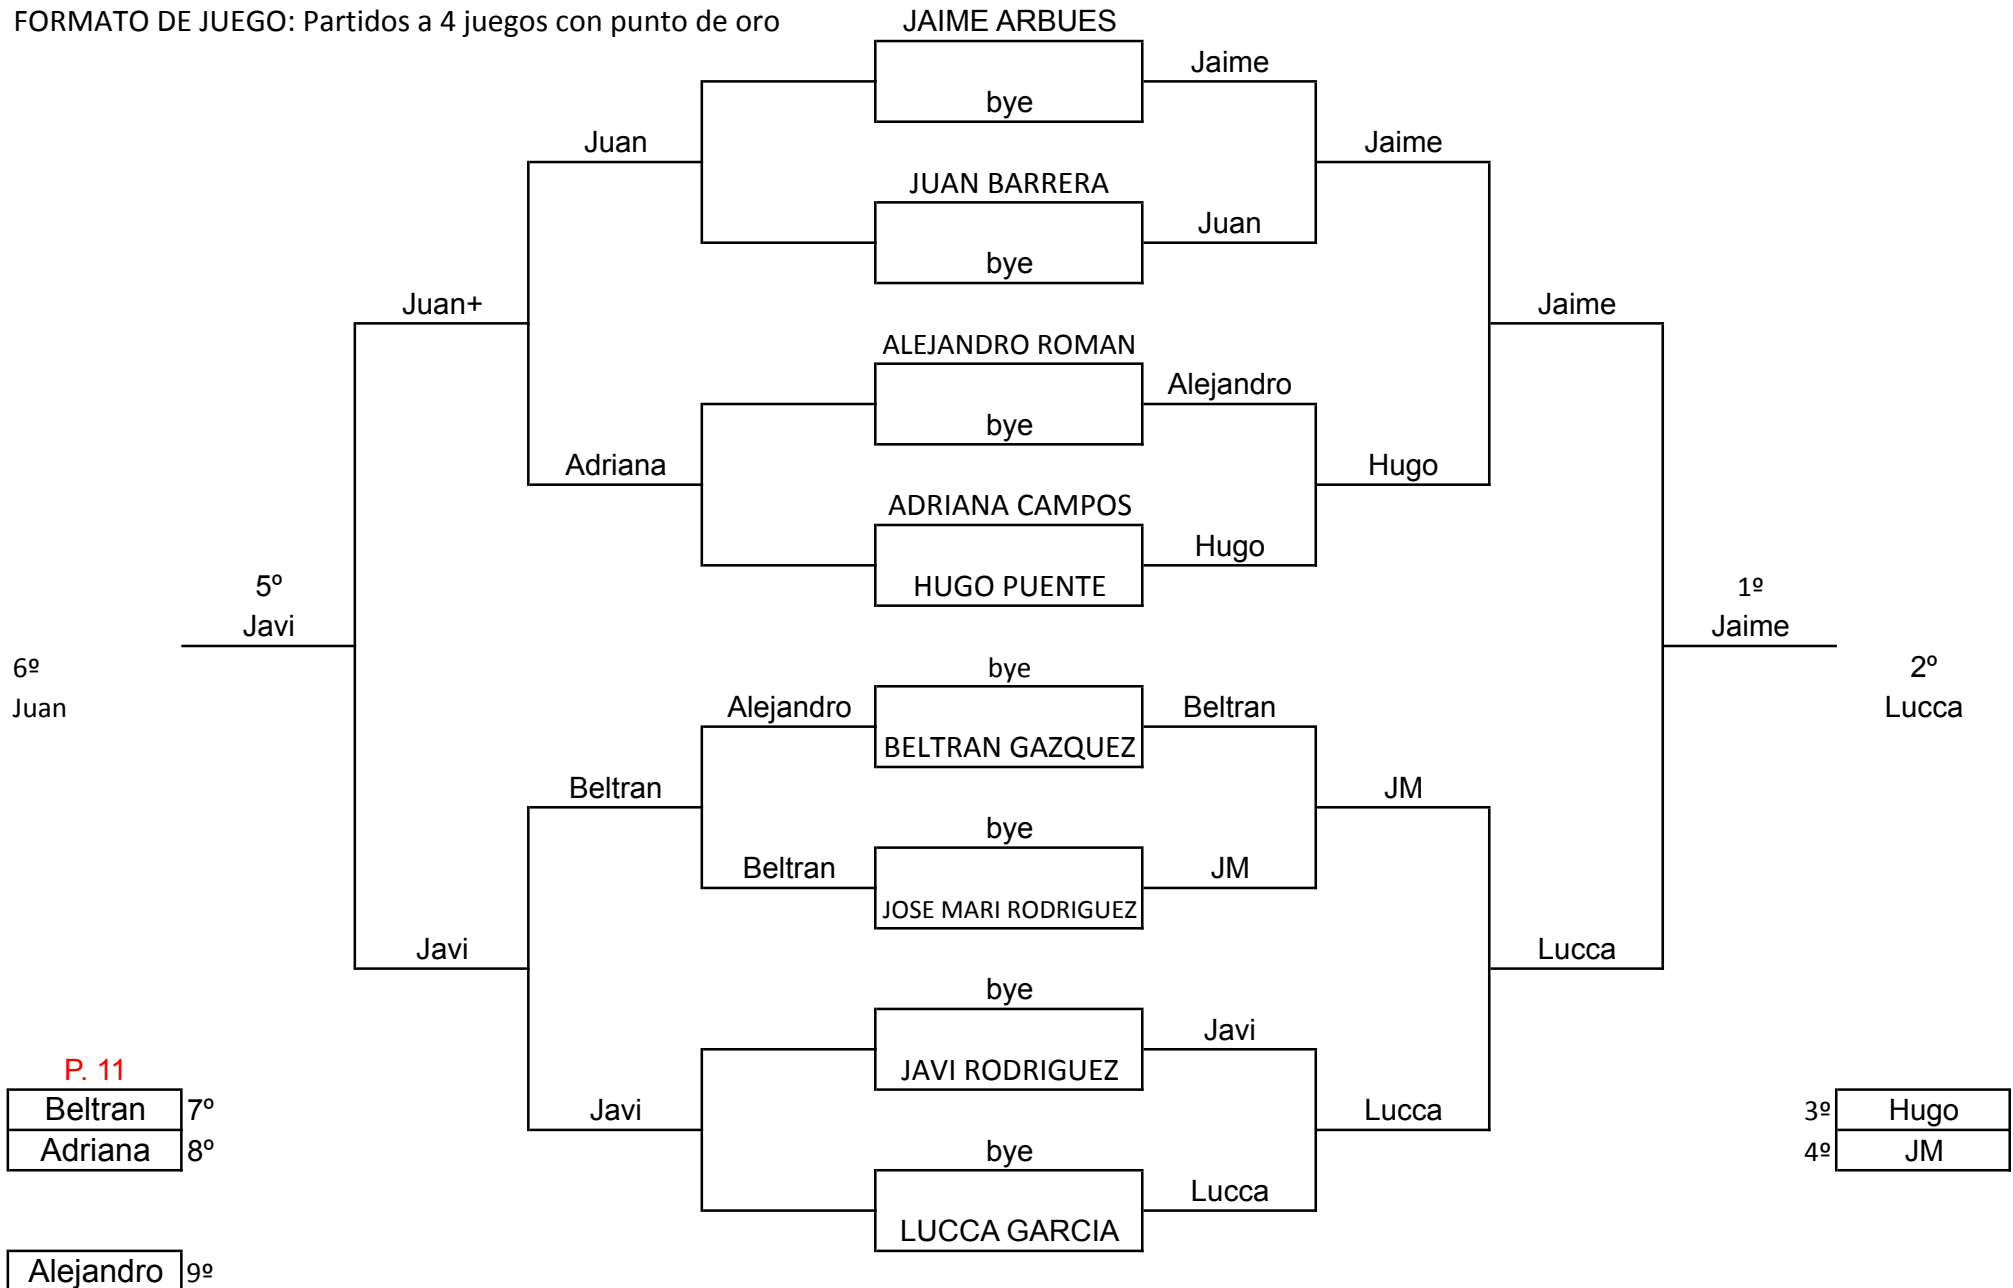 FORMATO DE JUEGO: Partidos a 4 juegos con punto de oro
JAIME ARBUES
Jaime
bye
Juan
Jaime
JUAN BARRERA
Juan
bye
Juan+
Jaime
ALEJANDRO ROMAN
Alejandro
bye
Adriana
Hugo
ADRIANA CAMPOS
Hugo
5º
HUGO PUENTE
1º
Javi
Jaime
6º
bye
2º
Juan
Alejandro
Beltran
Lucca
BELTRAN GAZQUEZ
Beltran
JM
bye
Beltran
JM
JOSE MARI RODRIGUEZ
Javi
Lucca
bye
Javi
P. 11
JAVI RODRIGUEZ
Beltran 7º
Javi
Lucca
3º Hugo
Adriana 8º
bye
4º JM
Lucca
LUCCA GARCIA
Alejandro 9º